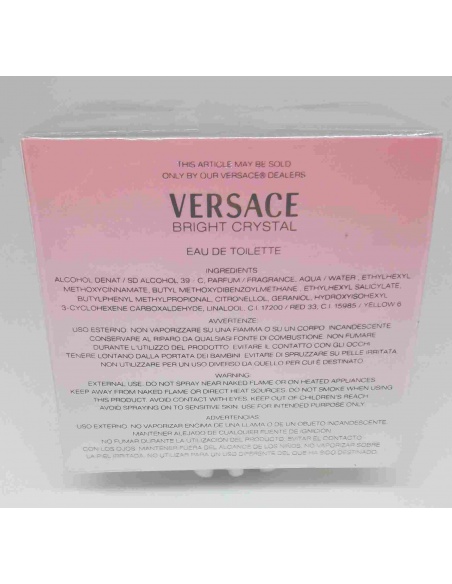 THIS ARTICLE MAY BE SOLD
ONLY BY OUR VERSACE® DEALERS
VERSACE
BRIGHT CRYSTAL
EAU DE TOILETTE
INGREDIENTS
ALCOHOL DENAT / SD ALCOHOL 39 - C, PARFUM / FRAGRANCE, AQUA / WATER, ETHYLHEXYL
METHOXYCINNAMATE, BUTYL METHOXYDIBENZOYLMETHANE, ETHYLHEXYL SALICYLATE,
BUTYLPHENYL METHYLPROPIONAL, CITRONELLOL, GERANIOL, HYDROXYISOHEXYL
3-CYCLOHEXENE CARBOXALDEHYDE, LINALOOL, C.I. 17200 / RED 33, C.I. 15985 / YELLOW 6
AVVERTENZE:
USO ESTERNO. NON VAPORIZZARE SU UNA FIAMMA O SU UN CORPO INCANDESCENTE.
CONSERVARE AL RIPARO DA QUALSIASI FONTE DI COMBUSTIONE. NON FUMARE
DURANTE L'UTILIZZO DEL PRODOTTO. EVITARE IL CONTATTO CON GLI OCCHI.
TENERE LONTANO DALLA PORTATA DEI BAMBINI. EVITARE DI SPRUZZARE SU PELLE IRRITATA.
NON UTILIZZARE PER UN USO DIVERSO DA QUELLO PER CUI È DESTINATO.
WARNING:
EXTERNAL USE. DO NOT SPRAY NEAR NAKED FLAME OR ON HEATED APPLIANCES.
KEEP AWAY FROM NAKED FLAME OR DIRECT HEAT SOURCES. DO NOT SMOKE WHEN USING
THIS PRODUCT. AVOID CONTACT WITH EYES. KEEP OUT OF CHILDREN'S REACH.
AVOID SPRAYING ON TO SENSITIVE SKIN. USE FOR INTENDED PURPOSE ONLY.
ADVERTENCIAS:
USO EXTERNO. NO VAPORIZAR ENCIMA DE UNA LLAMA O DE UN OBJETO INCANDESCENTE.
MANTENER ALEJADO DE CUALQUIER FUENTE DE IGNICION.
NO FUMAR DURANTE LA UTILIZACION DEL PRODUCTO. EVITAR EL CONTACTO
CON LOS OJOS. MANTENER FUERA DEL ALCANCE DE LOS NINOS. NO VAPORIZAR SOBRE
LA PIEL IRRITADA. NO UTILIZAR PARA UN USO DIFERENTE DEL QUE HA SIDO DESTINADO.